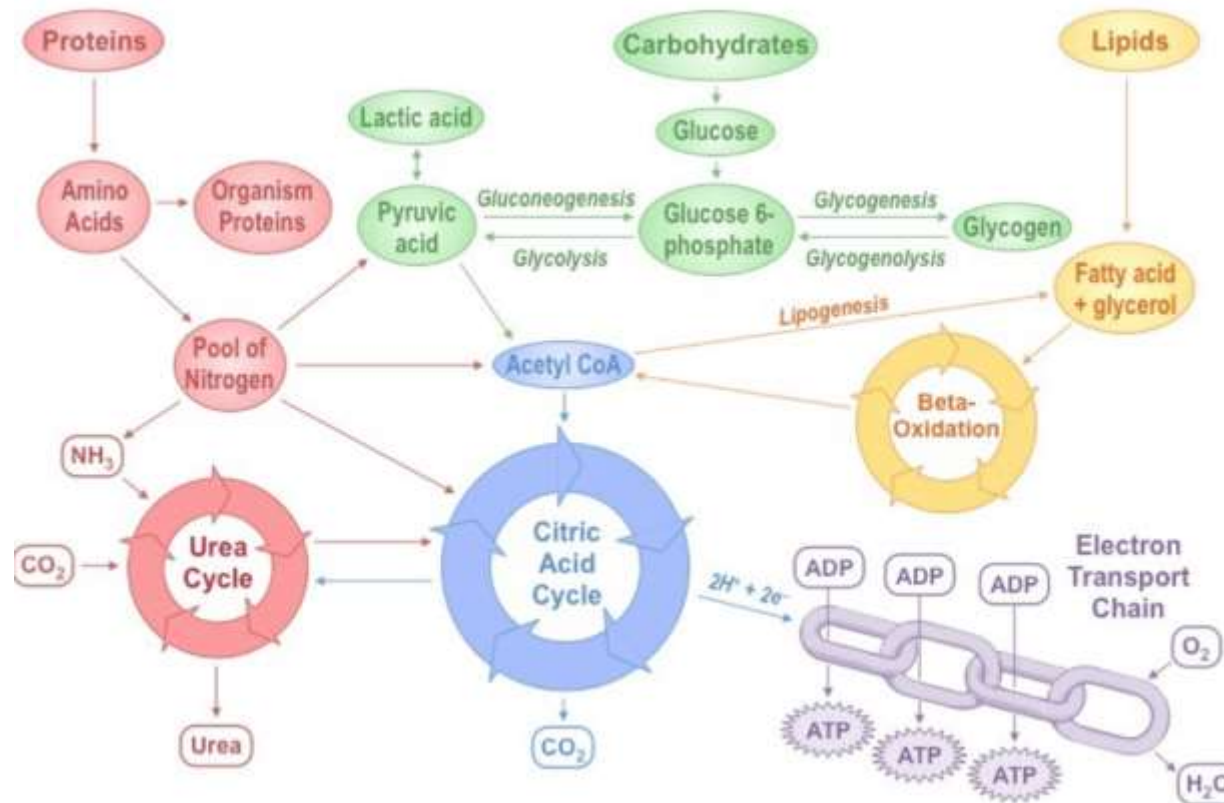 Proteins
Carbohydrates
Lipids
Lactic acid
Glucose
Amino
Acids
Organism
Proteins
Pyruvic
acid
Gluconeogenesis
Glycolysis
Glucose 6-
phosphate
Glycogenesis
Glycogenolysis
Glycogen
Fatty acid
+ glycerol
Lipogenesis
Pool of
Nitrogen
Acetyl CoA
Beta-
Oxidation
NH₃
CO₂
Urea
Cycle
Citric
Acid
Cycle
2H⁺ + 2e⁻
Electron
Transport
Chain
ADP
ADP
ADP
O₂
Urea
CO₂
ATP
ATP
ATP
H₂O